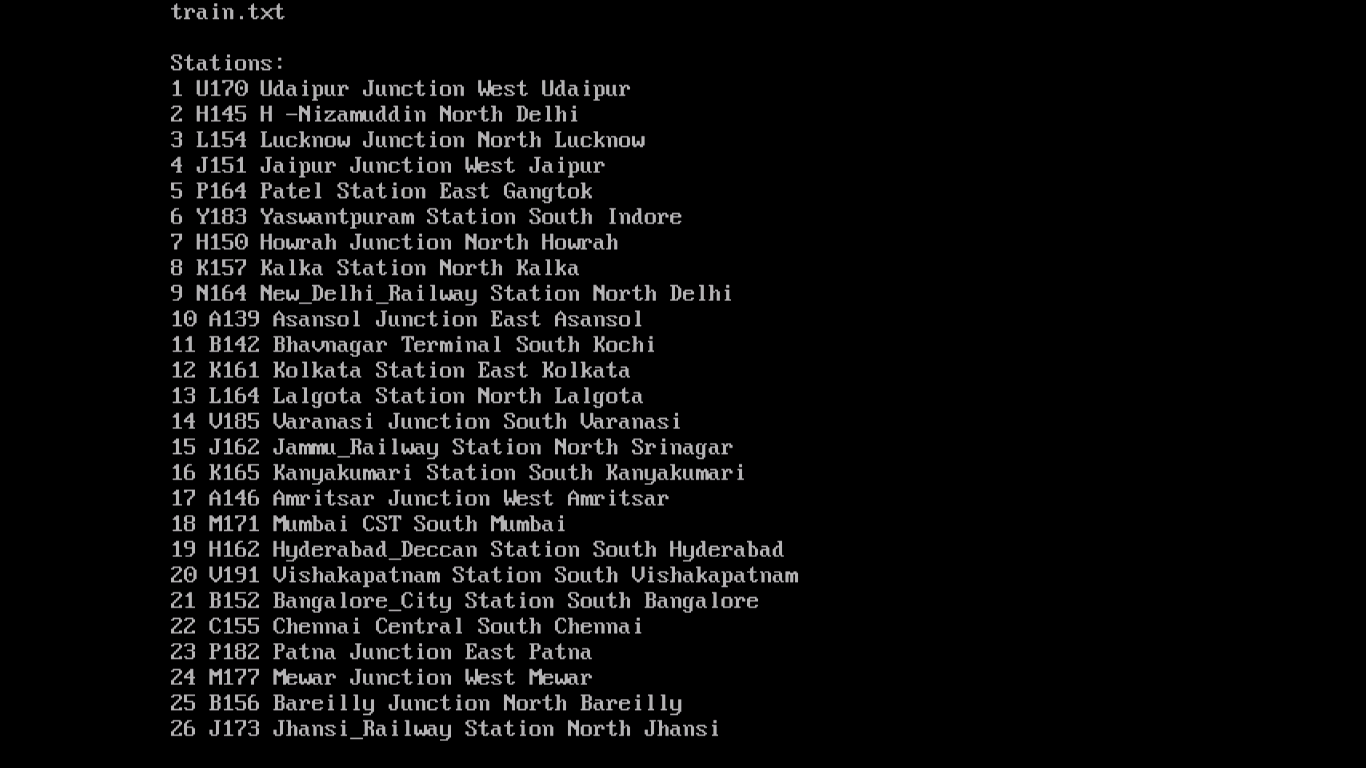 train.txt
Stations:
1 U170 Udaipur Junction West Udaipur
2 H145 H -Nizamuddin North Delhi
3 L154 Lucknow Junction North Lucknow
4 J151 Jaipur Junction West Jaipur
5 P164 Patel Station East Gangtok
6 Y183 Yaswantpuram Station South Indore
7 H150 Howrah Junction North Howrah
8 K157 Kalka Station North Kalka
9 N164 New_Delhi_Railway Station North Delhi
10 A139 Asansol Junction East Asansol
11 B142 Bhavnagar Terminal South Kochi
12 K161 Kolkata Station East Kolkata
13 L164 Lalgota Station North Lalgota
14 V185 Varanasi Junction South Varanasi
15 J162 Jammu_Railway Station North Srinagar
16 K165 Kanyakumari Station South Kanyakumari
17 A146 Amritsar Junction West Amritsar
18 M171 Mumbai CST South Mumbai
19 H162 Hyderabad_Deccan Station South Hyderabad
20 V191 Vishakapatnam Station South Vishakapatnam
21 B152 Bangalore_City Station South Bangalore
22 C155 Chennai Central South Chennai
23 P182 Patna Junction East Patna
24 M177 Mewar Junction West Mewar
25 B156 Bareilly Junction North Bareilly
26 J173 Jhansi_Railway Station North Jhansi